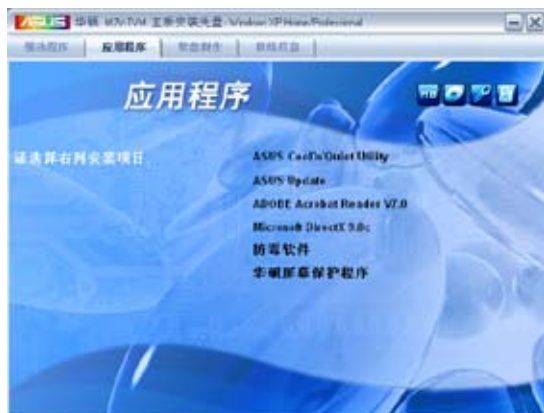 ASUS 华硕 M2V-TVM 主板安装光盘 - Windows XP Home/Professional
驱动程序 应用程序 软盘制作 联络信息
应用程序
请选择右列安装项目
ASUS Cool'n'Quiet Utility
ASUS Update
ADOBE Acrobat Reader V7.0
Microsoft DirectX 9.0c
防毒软件
华硕屏幕保护程序